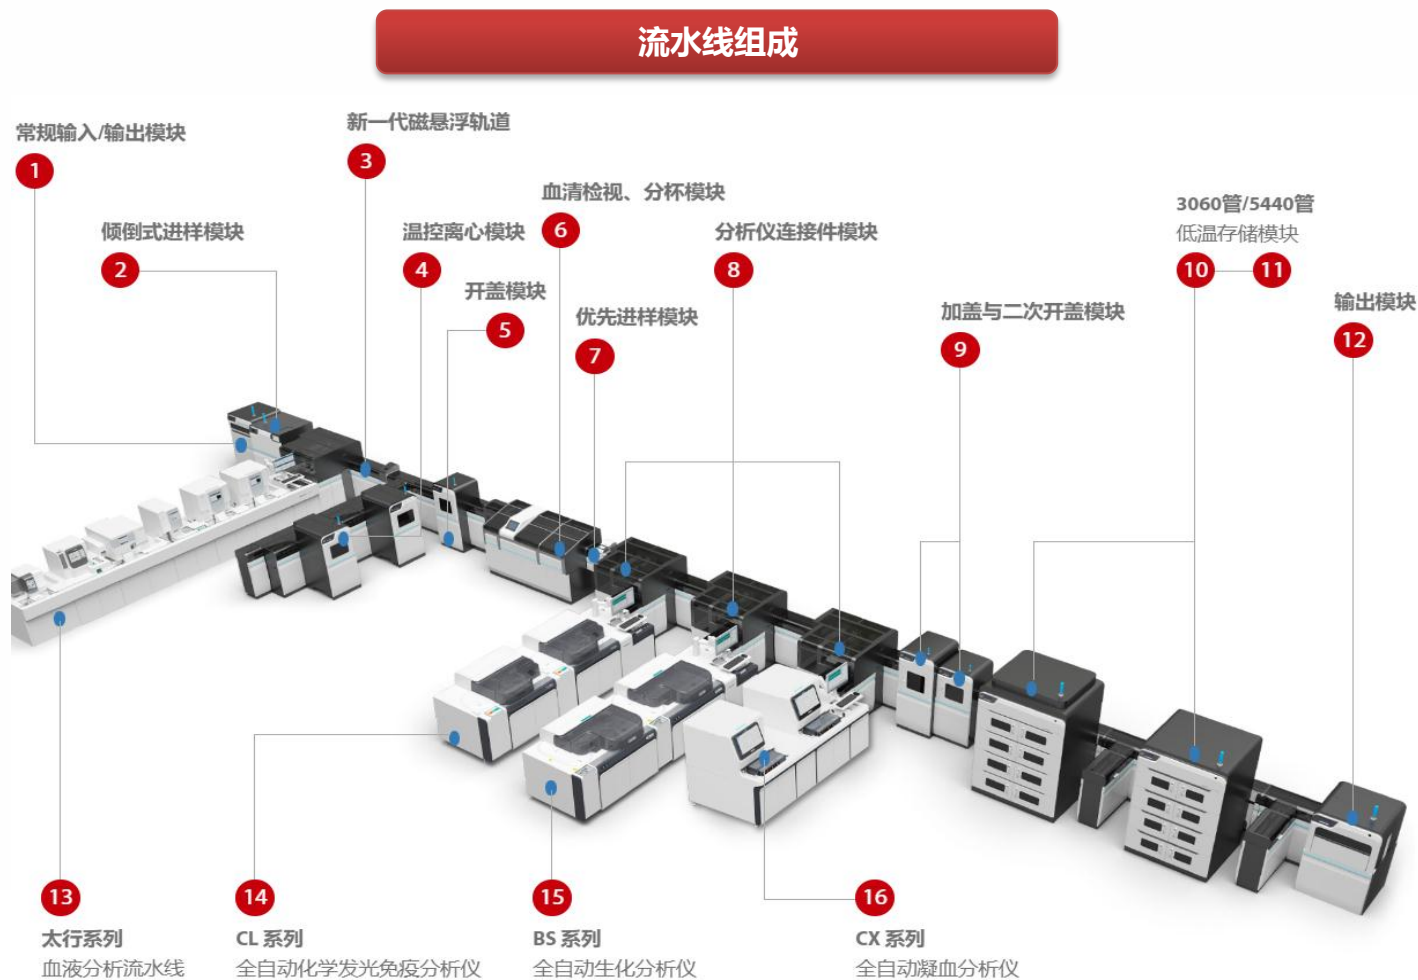 流水线组成
常规输入/输出模块
1
新一代磁悬浮轨道
3
倾倒式进样模块
2
温控离心模块
4
开盖模块
5
血清检视、分杯模块
6
优先进样模块
7
分析仪连接件模块
8
加盖与二次开盖模块
9
3060管/5440管
低温存储模块
10
11
输出模块
12
13
太行系列
血液分析流水线
14
CL 系列
全自动化学发光免疫分析仪
15
BS 系列
全自动生化分析仪
16
CX 系列
全自动凝血分析仪